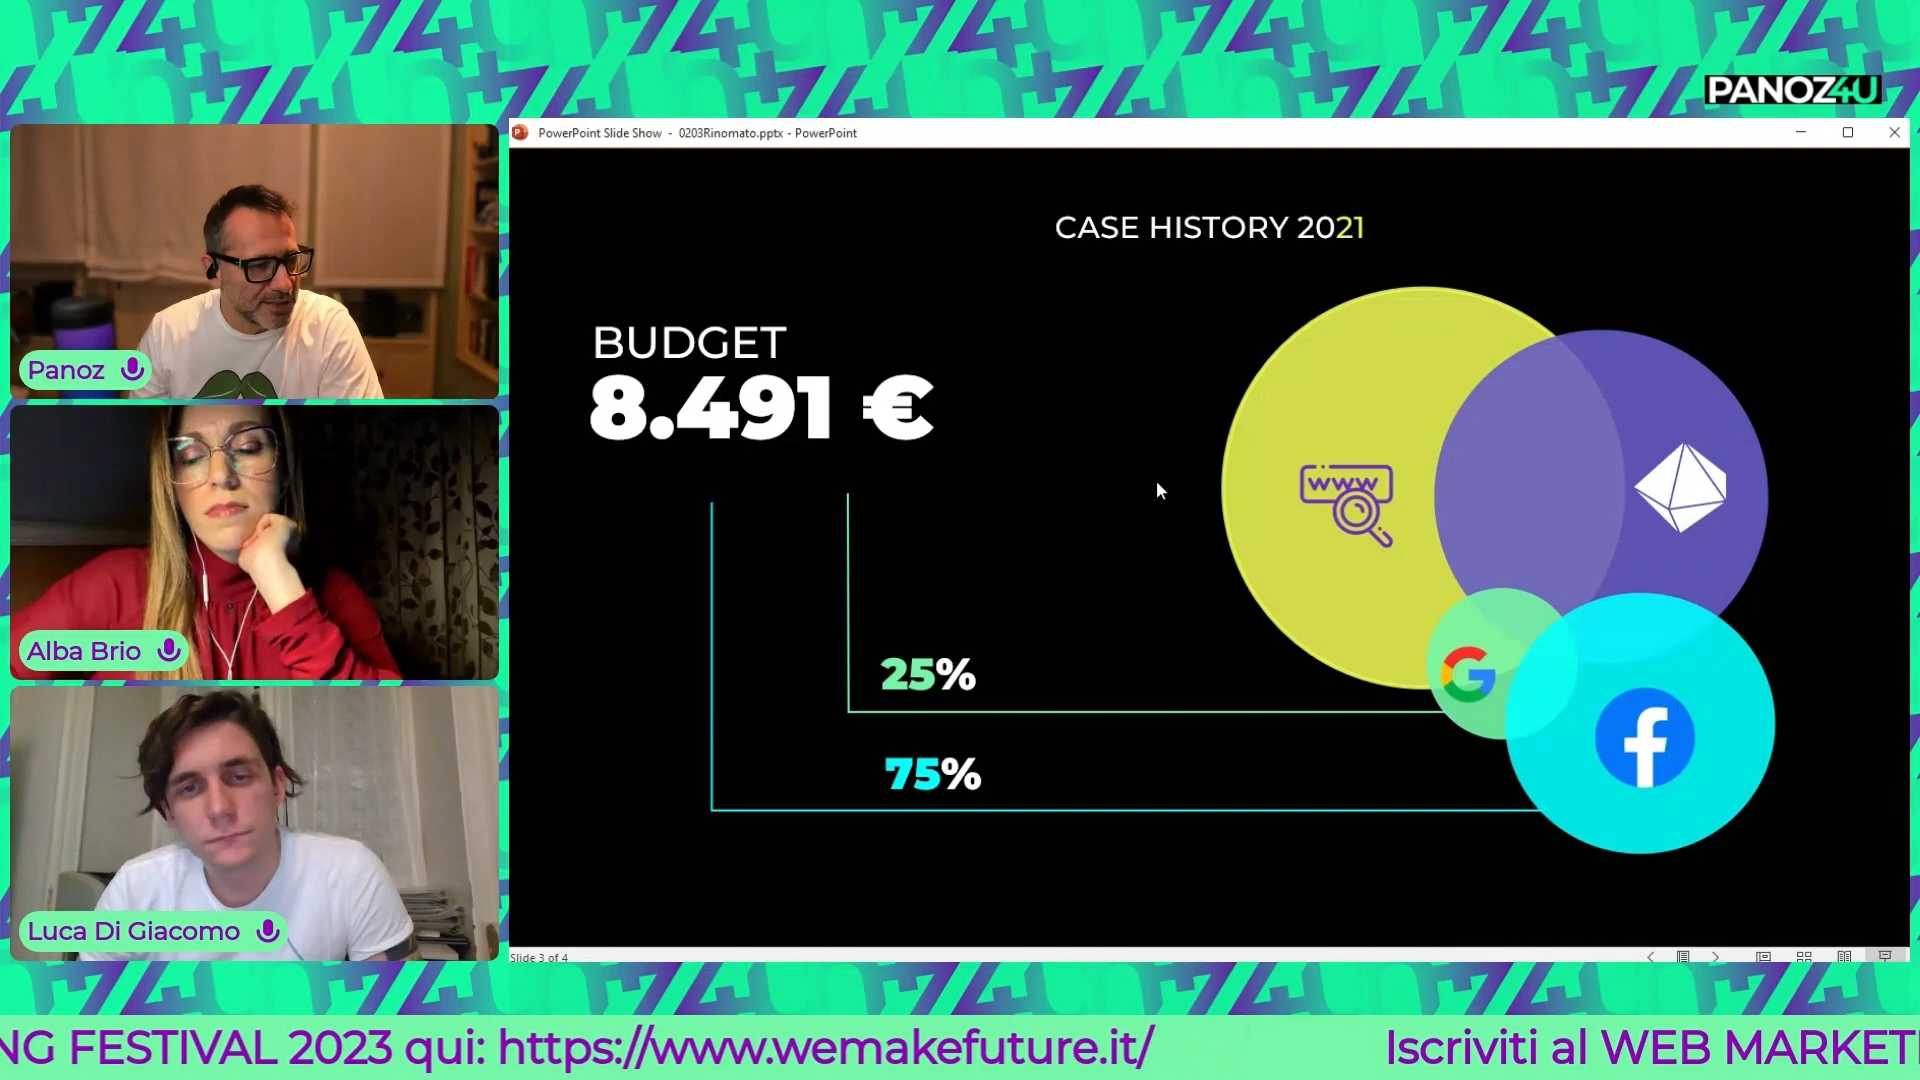 PANOZ4U
PowerPoint Slide Show - 0203Rinomato.pptx - PowerPoint
CASE HISTORY 2021
BUDGET
8.491 €
www
25%
75%
Panoz
Alba Brio
Luca Di Giacomo
Slide 3 of 4
NG FESTIVAL 2023 qui: https://www.wemakefuture.it/ Iscriviti al WEB MARKET